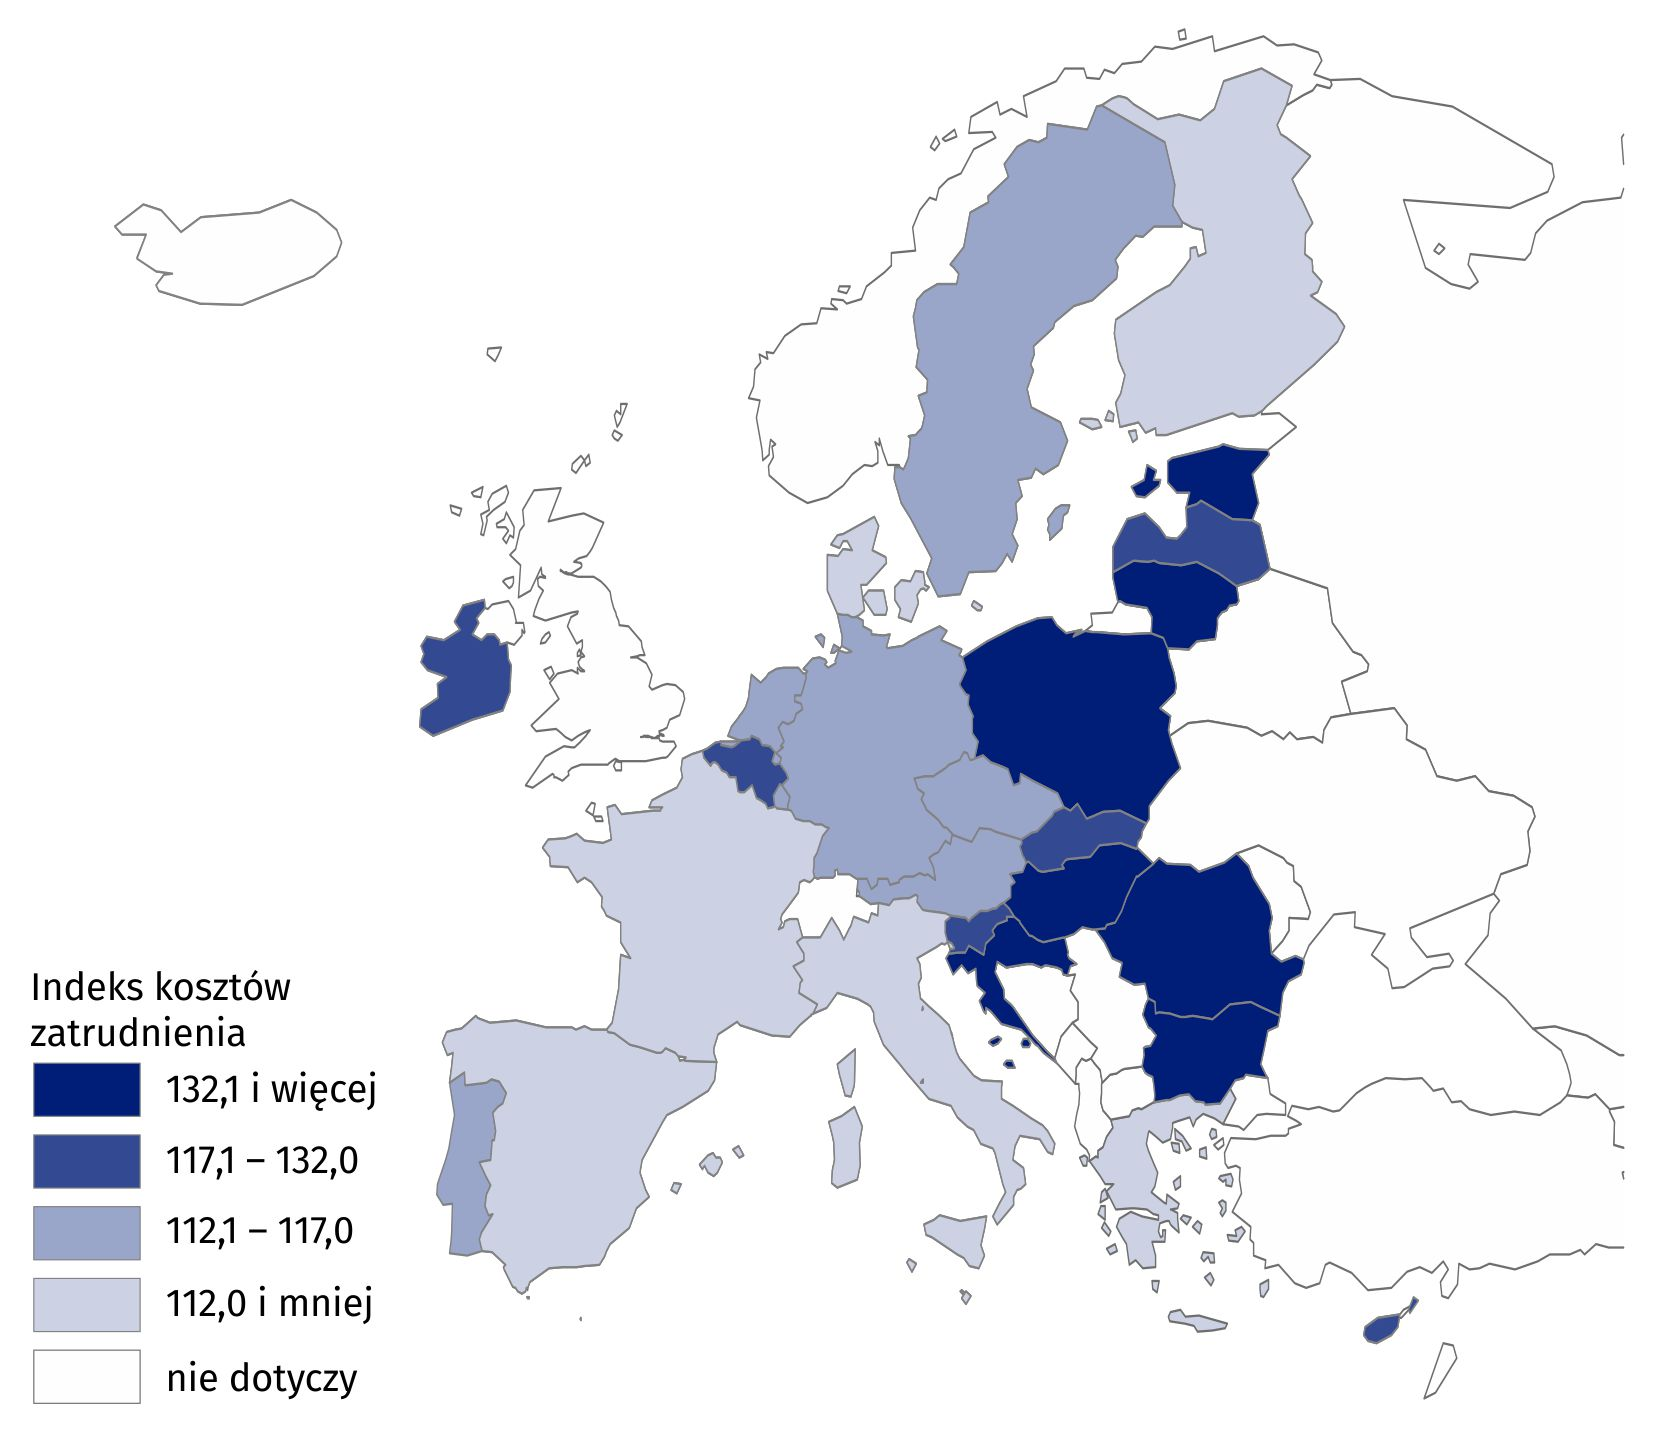 Indeks kosztów
zatrudnienia
132,1 i więcej
117,1 – 132,0
112,1 – 117,0
112,0 i mniej
nie dotyczy